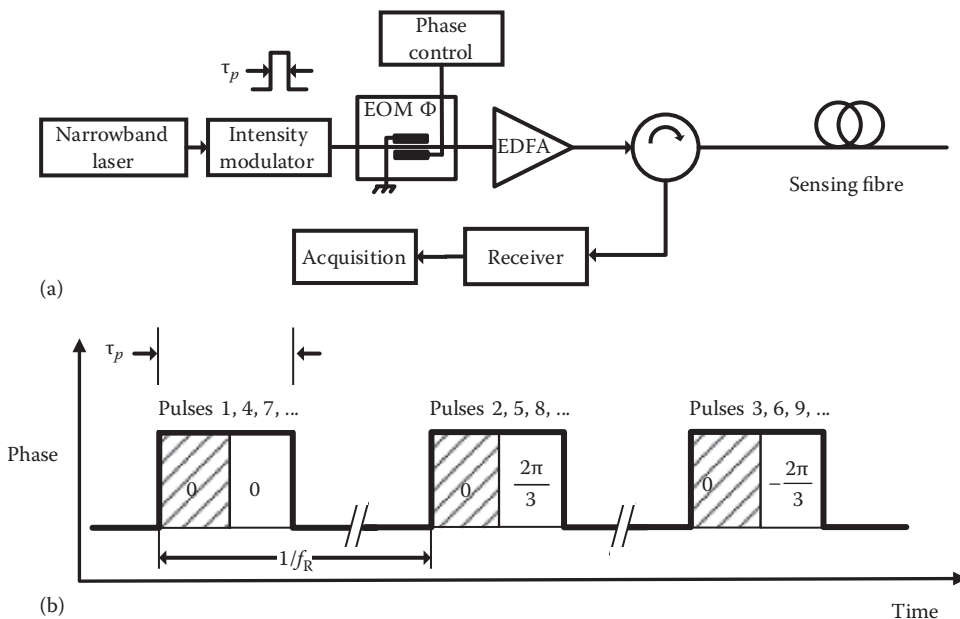 Phase
control
τp
EOM Φ
Narrowband
laser
Intensity
modulator
EDFA
Sensing fibre
Acquisition
Receiver
(a)
τp
Pulses 1, 4, 7, ...
Pulses 2, 5, 8, ...
Pulses 3, 6, 9, ...
Phase
0
0
0
2π
3
0
−2π
3
1/fR
(b)
Time